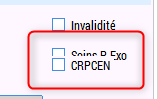 Invalidité
Soins R Exo
CRPCEN